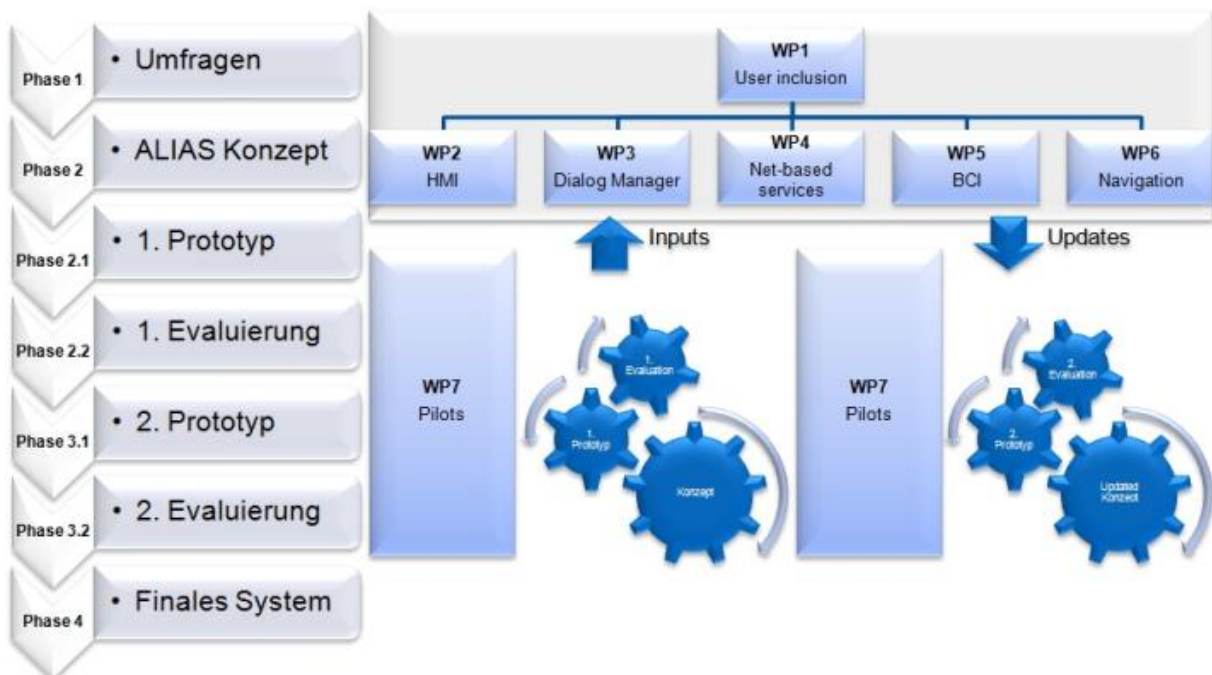 Phase 1
• Umfragen
Phase 2
• ALIAS Konzept
Phase 2.1
• 1. Prototyp
Phase 2.2
• 1. Evaluierung
Phase 3.1
• 2. Prototyp
Phase 3.2
• 2. Evaluierung
Phase 4
• Finales System
WP1
User inclusion
WP2
HMI
WP3
Dialog Manager
WP4
Net-based
services
WP5
BCI
WP6
Navigation
Inputs
Updates
WP7
Pilots
1.
Evaluation
1.
Prototyp
Konzept
WP7
Pilots
2.
Evaluation
2.
Prototyp
Updated
Konzept